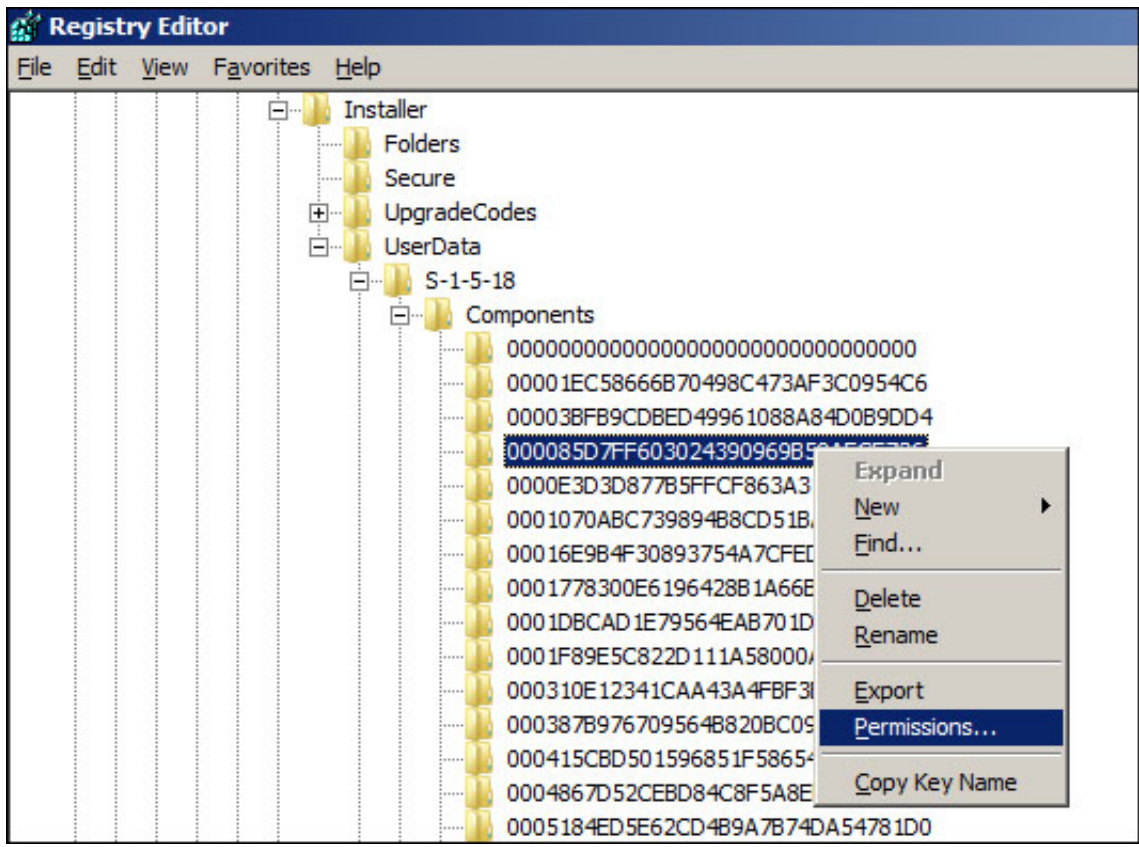 Registry Editor
File Edit View Favorites Help
Installer
Folders
Secure
UpgradeCodes
UserData
S-1-5-18
Components
00000000000000000000000000000000
00001EC58666B70498C473AF3C0954C6
00003BFB9CDBED49961088A84D0B9DD4
000085D7FF603024390969B5
0000E3D3D877B5FFCF863A3
0001070ABC739894B8CD51B
00016E9B4F30893754A7CFED
0001778300E6196428B1A66B
0001DBCAD1E79564EAB701D
0001F89E5C822D111A58000
000310E12341CAA43A4FBF3
000387B976709564B820BC09
000415CBD501596851F58654
0004867D52CEBD84C8F5A8E
0005184ED5E62CD4B9A7B74DA54781D0
Expand
New
Find...
Delete
Rename
Export
Permissions...
Copy Key Name